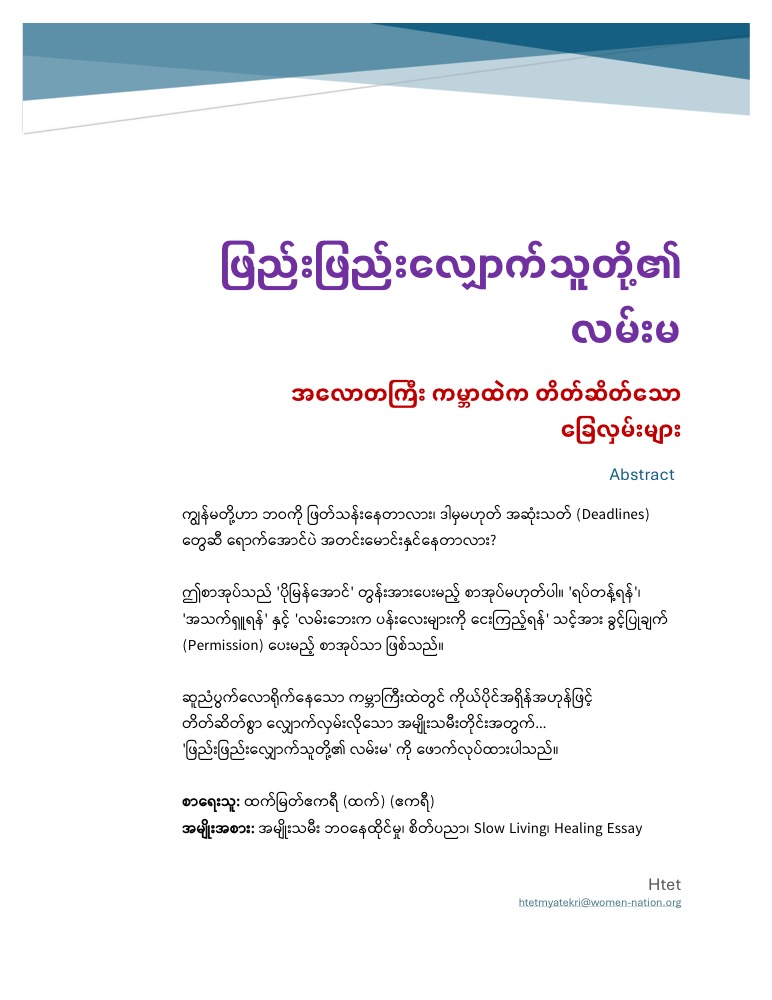 ဖြည်းဖြည်းလျှောက်သူတို့၏
လမ်းမ
အလောတကြီး ကမ္ဘာထဲက တိတ်ဆိတ်သော
ခြေလှမ်းများ
Abstract
ကျွန်မတို့ဟာ ဘဝကို ဖြတ်သန်းနေတာလား၊ ဒါမှမဟုတ် အဆုံးသတ် (Deadlines)
တွေဆီ ရောက်အောင်ပဲ အတင်းမောင်းနှင်နေတာလား?
ဤစာအုပ်သည် 'ပိုမြန်အောင်' တွန်းအားပေးမည့် စာအုပ်မဟုတ်ပါ။ 'ရပ်တန့်ရန်'၊
'အသက်ရှူရန်' နှင့် 'လမ်းဘေးက ပန်းလေးများကို ငေးကြည့်ရန်' သင့်အား ခွင့်ပြုချက်
(Permission) ပေးမည့် စာအုပ်သာ ဖြစ်သည်။
ဆူညံပွက်လောရိုက်နေသော ကမ္ဘာကြီးထဲတွင် ကိုယ်ပိုင်အရှိန်အဟုန်ဖြင့်
တိတ်ဆိတ်စွာ လျှောက်လှမ်းလိုသော အမျိုးသမီးတိုင်းအတွက်...
'ဖြည်းဖြည်းလျှောက်သူတို့၏ လမ်းမ' ကို ဖောက်လုပ်ထားပါသည်။
စာရေးသူ: ထက်မြတ်ဧကရီ (ထက်) (ဧကရီ)
အမျိုးအစား: အမျိုးသမီး ဘဝနေထိုင်မှု၊ စိတ်ပညာ၊ Slow Living၊ Healing Essay
Htet
htetmyatekri@women-nation.org